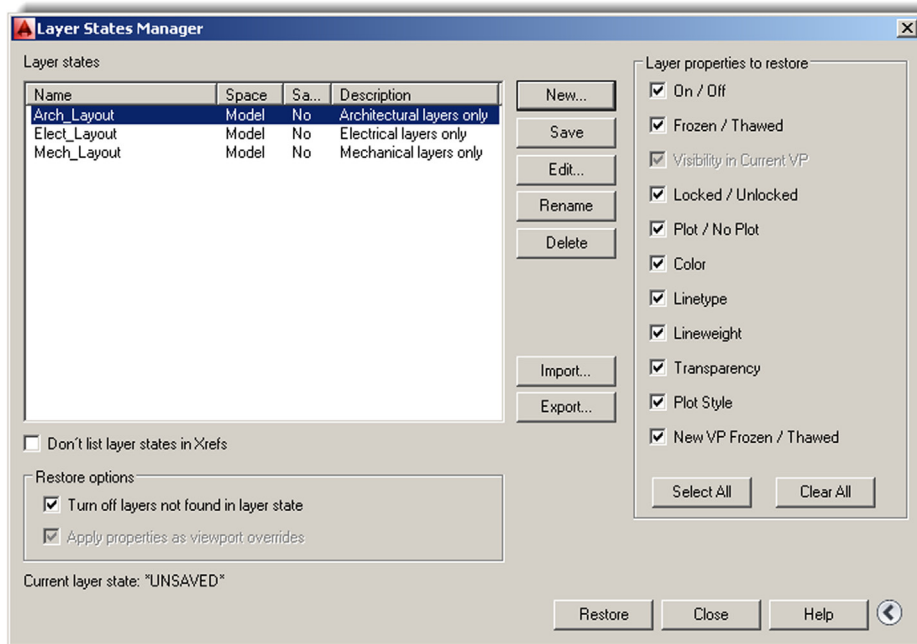 Layer States Manager
Layer states
Name Space Sa... Description
Arch_Layout Model No Architectural layers only
Elect_Layout Model No Electrical layers only
Mech_Layout Model No Mechanical layers only
New...
Save
Edit...
Rename
Delete
Import...
Export...
Don't list layer states in Xrefs
Restore options
Turn off layers not found in layer state
Apply properties as viewport overrides
Current layer state: *UNSAVED*
Layer properties to restore
On / Off
Frozen / Thawed
Visibility in Current VP
Locked / Unlocked
Plot / No Plot
Color
Linetype
Lineweight
Transparency
Plot Style
New VP Frozen / Thawed
Select All Clear All
Restore Close Help